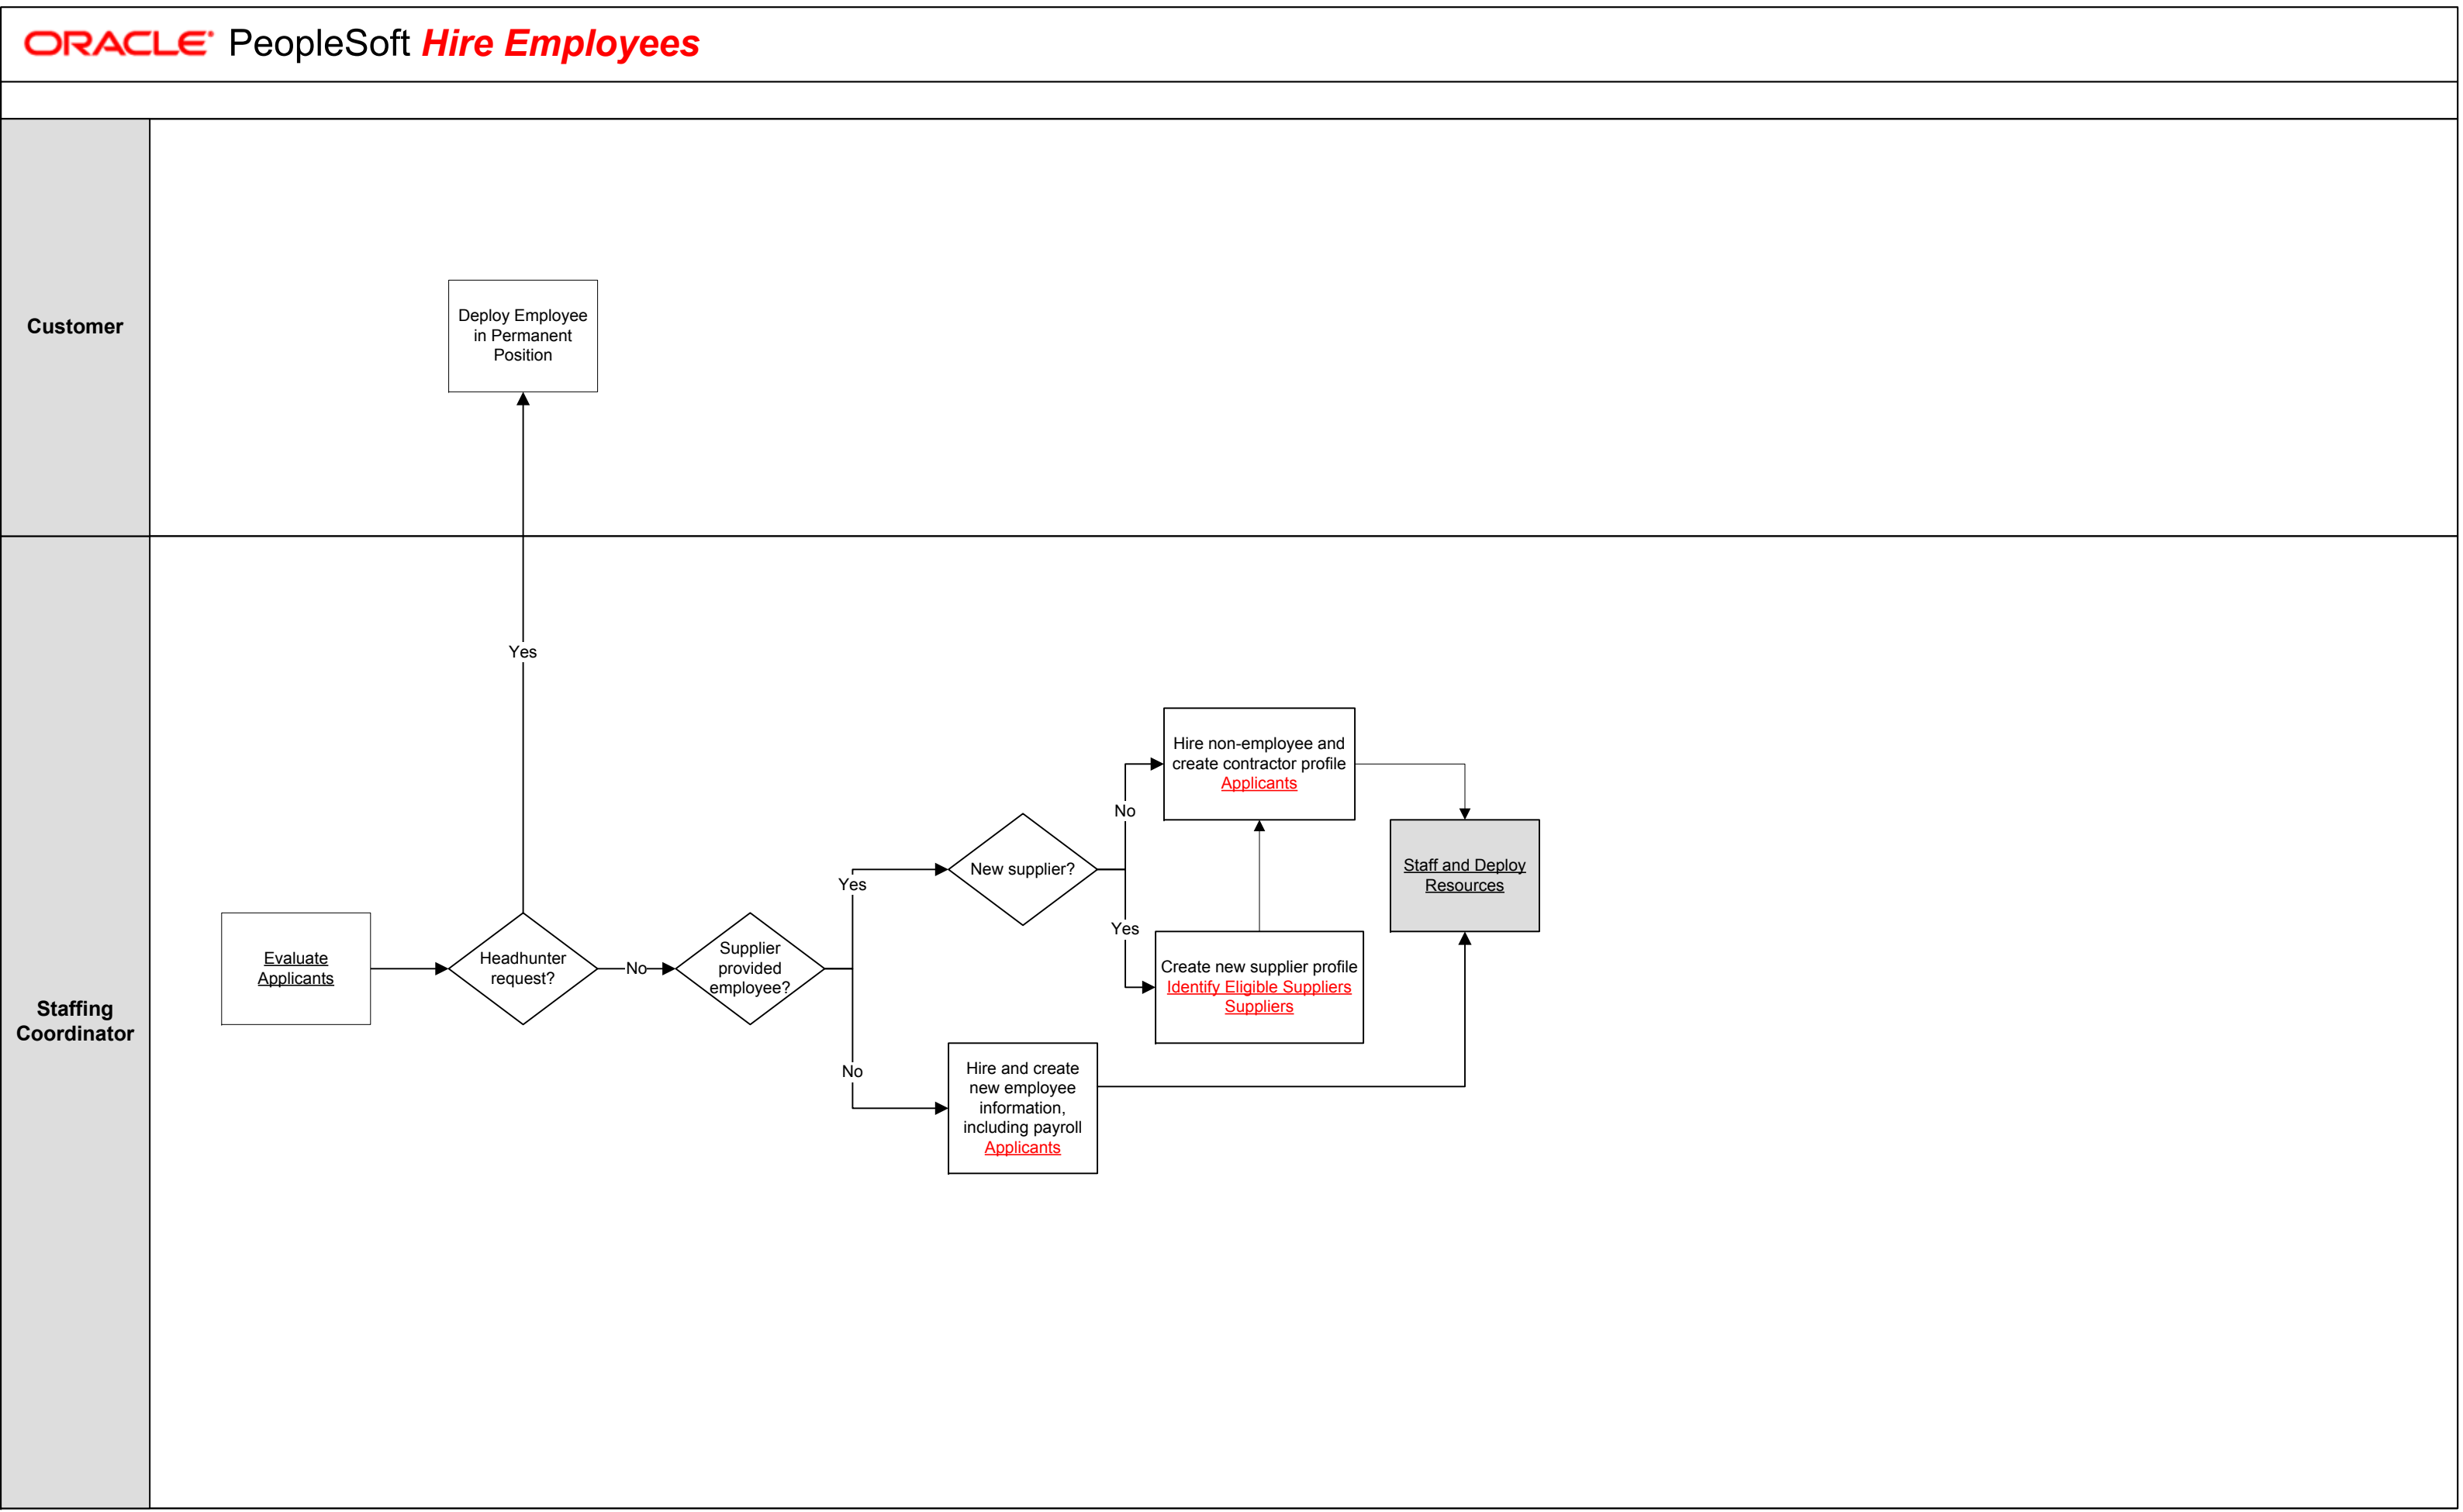 ORACLE® PeopleSoft Hire Employees
Customer
Deploy Employee
in Permanent
Position
Yes
Staffing
Coordinator
Evaluate
Applicants
Headhunter
request?
No
Supplier
provided
employee?
Yes
No
New supplier?
No
Yes
Hire non-employee and
create contractor profile
Applicants
Create new supplier profile
Identify Eligible Suppliers
Suppliers
Hire and create
new employee
information,
including payroll
Applicants
Staff and Deploy
Resources